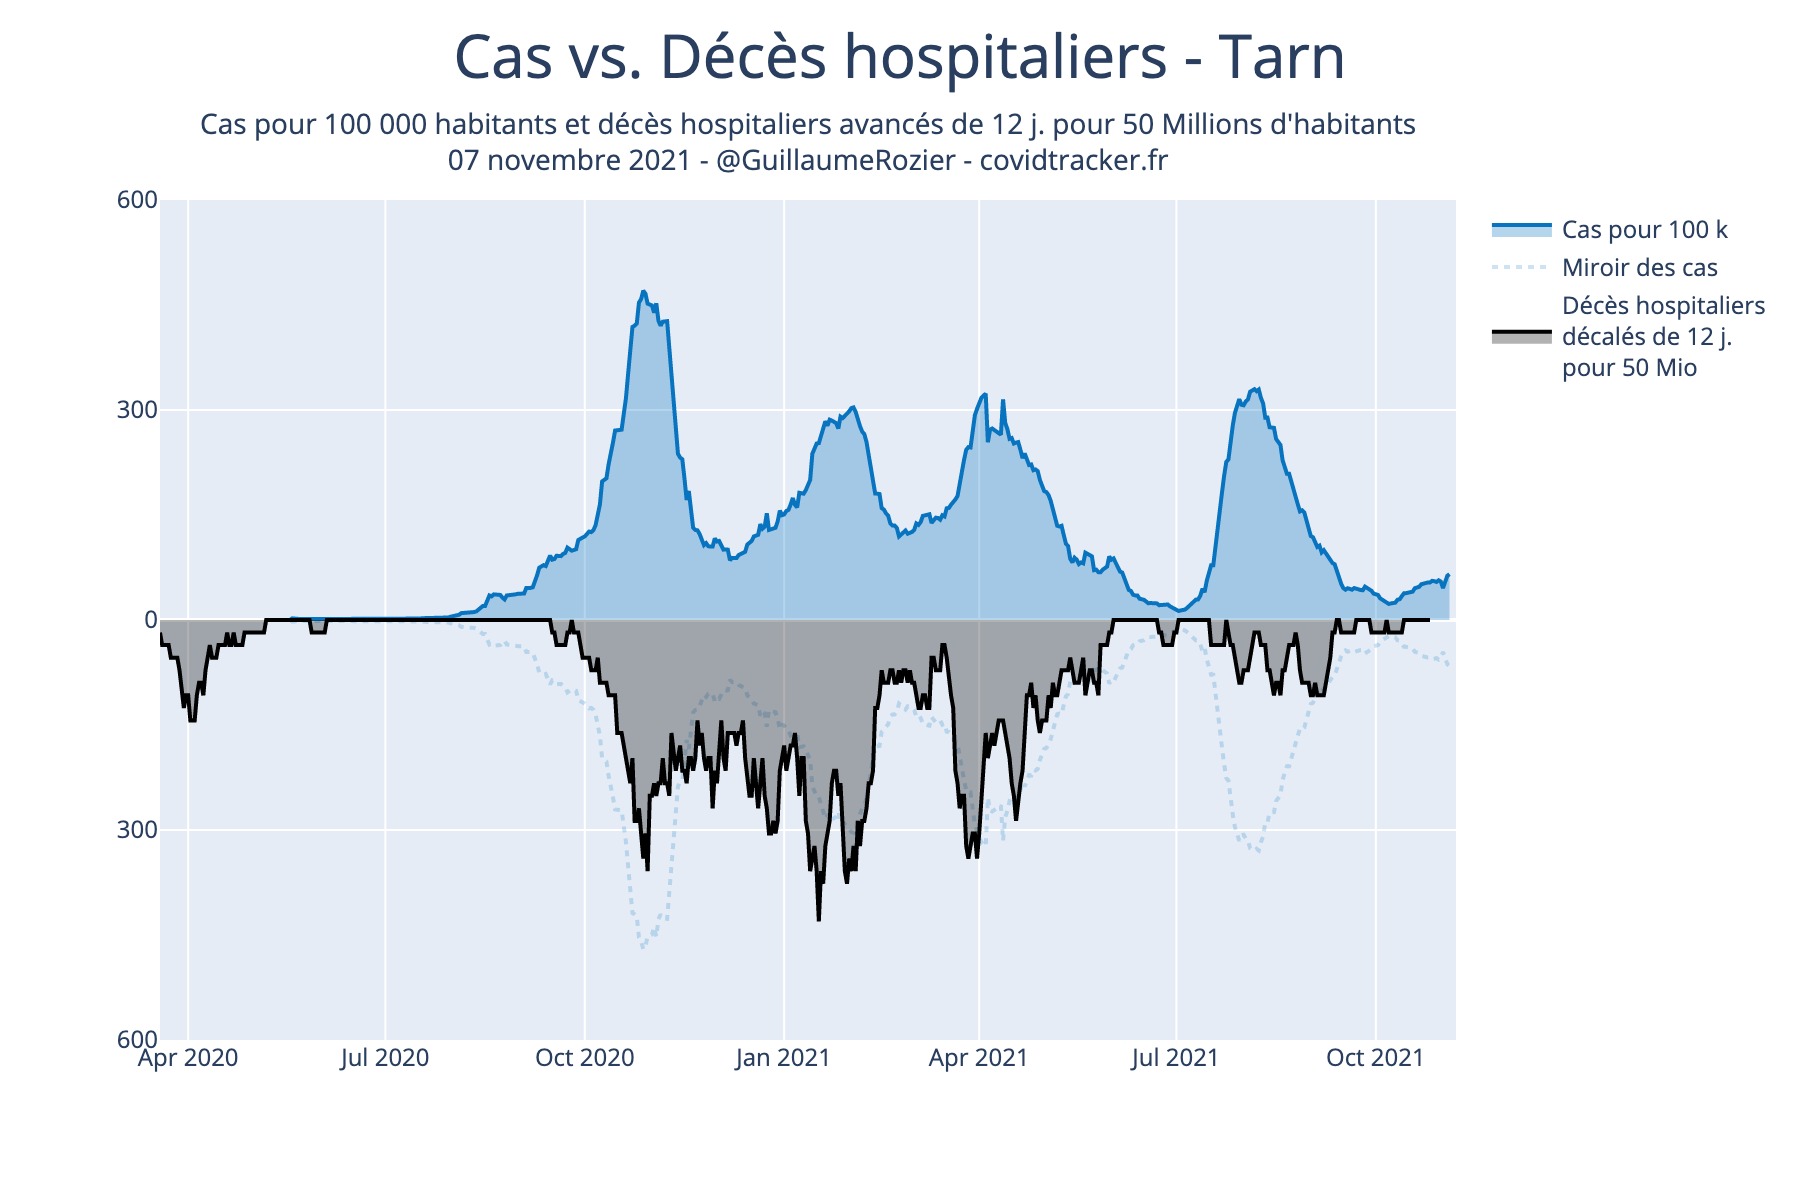 Cas vs. Décès hospitaliers - Tarn
Cas pour 100 000 habitants et décès hospitaliers avancés de 12 j. pour 50 Millions d'habitants
07 novembre 2021 - @GuillaumeRozier - covidtracker.fr
600
300
0
300
600
Apr 2020
Jul 2020
Oct 2020
Jan 2021
Apr 2021
Jul 2021
Oct 2021
Cas pour 100 k
Miroir des cas
Décès hospitaliers
décalés de 12 j.
pour 50 Mio